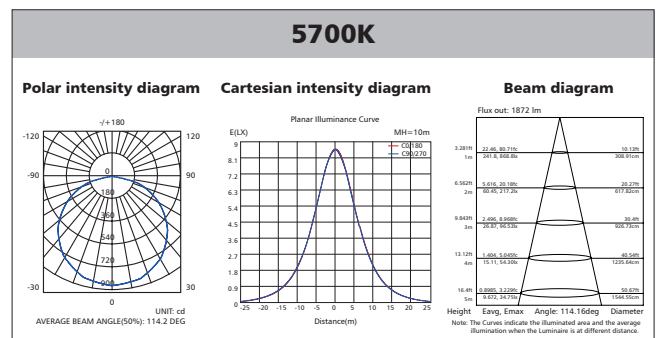 5700K
Polar intensity diagram
Cartesian intensity diagram
Beam diagram
-/+180
-120
120
-90
90
-30
30
0
0
180
360
540
720
900
UNIT: cd
AVERAGE BEAM ANGLE(50%): 114.2 DEG
Planar Illuminance Curve
E(LX)
MH=10m
C0/180
C90/270
9
8.1
7.2
6.3
5.4
4.5
3.6
2.7
1.8
0.9
0
-25 -20 -15 -10 -5 0 5 10 15 20 25
Distance(m)
Flux out: 1872 lm
3.281ft 22.46, 80.71fc 10.13ft
1m 241.8, 868.8lx 308.91cm
6.562ft 5.616, 20.18fc 20.27ft
2m 60.45, 217.2lx 617.82cm
9.843ft 2.496, 8.968fc 30.4ft
3m 26.87, 96.53lx 926.73cm
13.12ft 1.404, 5.045fc 40.54ft
4m 15.11, 54.30lx 1235.64cm
16.4ft 0.8985, 3.229fc 50.67ft
5m 9.672, 34.75lx 1544.55cm
Height Eavg, Emax Angle: 114.16deg Diameter
Note: The Curves indicate the illuminated area and the average
illumination when the Luminaire is at different distance.